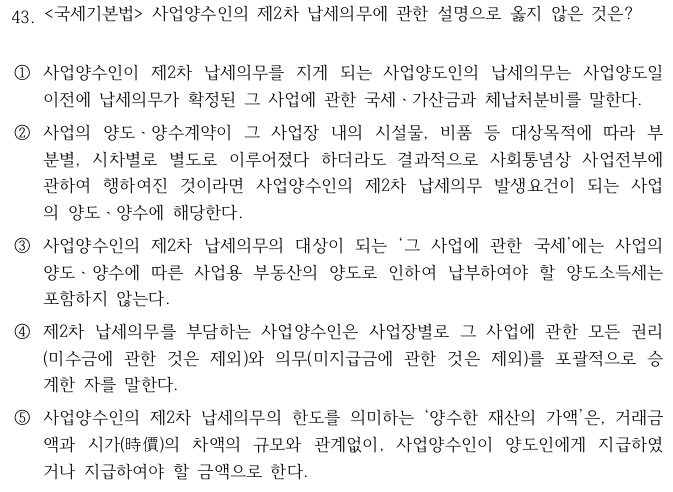 43. <국세기본법> 사업양수인의 제2차 납세의무에 관한 설명으로 옳지 않은 것은?
① 사업양수인이 제2차 납세의무를 지게 되는 사업양도인의 납세의무는 사업양도일
이전에 납세의무가 확정된 그 사업에 관한 국세ㆍ가산금과 체납처분비를 말한다.
② 사업의 양도ㆍ양수계약이 그 사업장 내의 시설물, 비품 등 대상목적에 따라 부
분별, 시차별로 별도로 이루어졌다 하더라도 결과적으로 사회통념상 사업전부에
관하여 행하여진 것이라면 사업양수인의 제2차 납세의무 발생요건이 되는 사업
의 양도ㆍ양수에 해당한다.
③ 사업양수인의 제2차 납세의무의 대상이 되는 ‘그 사업에 관한 국세’에는 사업의
양도ㆍ양수에 따른 사업용 부동산의 양도로 인하여 납부하여야 할 양도소득세는
포함하지 않는다.
④ 제2차 납세의무를 부담하는 사업양수인은 사업장별로 그 사업에 관한 모든 권리
(미수금에 관한 것은 제외)와 의무(미지급금에 관한 것은 제외)를 포괄적으로 승
계한 자를 말한다.
⑤ 사업양수인의 제2차 납세의무의 한도를 의미하는 ‘양수한 재산의 가액’은, 거래금
액과 시가(時價)의 차액의 규모와 관계없이, 사업양수인이 양도인에게 지급하였
거나 지급하여야 할 금액으로 한다.